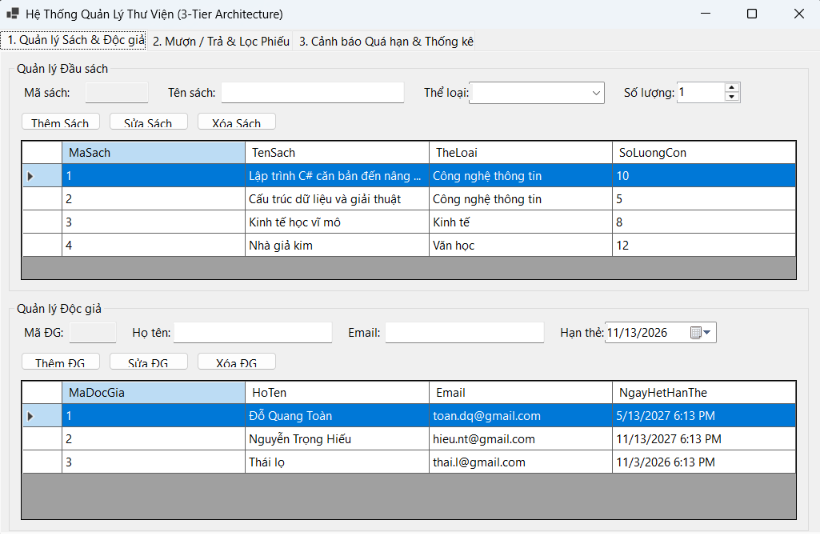 Hệ Thống Quản Lý Thư Viện (3-Tier Architecture)
1. Quản lý Sách & Độc giả 2. Mượn / Trả & Lọc Phiếu 3. Cảnh báo Quá hạn & Thống kê
Quản lý Đầu sách
Mã sách: Tên sách: Thể loại: Số lượng: 1
Thêm Sách Sửa Sách Xóa Sách
MaSach TenSach TheLoai SoLuongCon
1 Lập trình C# căn bản đến nâng ... Công nghệ thông tin 10
2 Cấu trúc dữ liệu và giải thuật Công nghệ thông tin 5
3 Kinh tế học vĩ mô Kinh tế 8
4 Nhà giả kim Văn học 12
Quản lý Độc giả
Mã ĐG: Họ tên: Email: Hạn thẻ: 11/13/2026
Thêm ĐG Sửa ĐG Xóa ĐG
MaDocGia HoTen Email NgayHetHanThe
1 Đỗ Quang Toàn toan.dq@gmail.com 5/13/2027 6:13 PM
2 Nguyễn Trọng Hiếu hieu.nt@gmail.com 11/13/2027 6:13 PM
3 Thái lọ thai.l@gmail.com 11/3/2026 6:13 PM